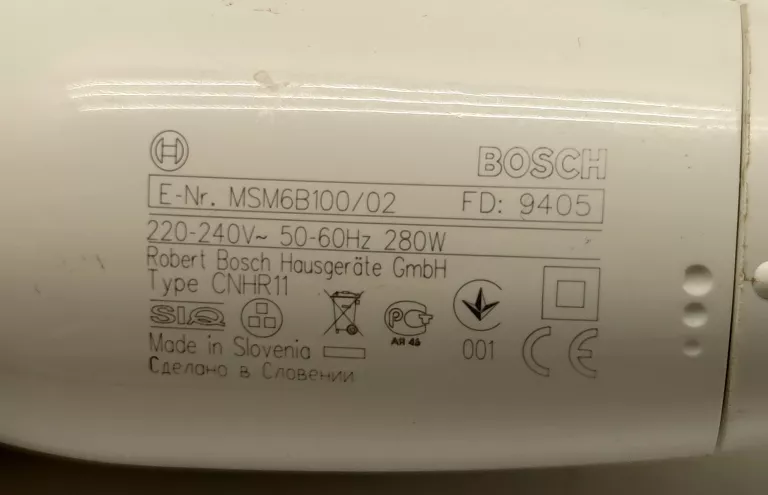 BOSCH
E-Nr. MSM6B100/02 FD: 9405
220-240V~ 50-60Hz 280W
Robert Bosch Hausgeräte GmbH
Type CNHR11
SIQ PCT
АЯ 46
001 CE
Made in Slovenia
Сделано в Словении